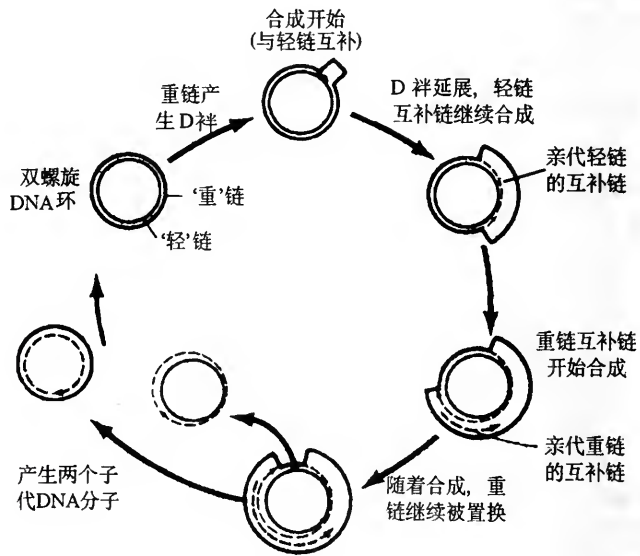 合成开始
(与轻链互补)
重链产
生D袢
D 袢延展，轻链
互补链继续合成
双螺旋
DNA环
‘重’链
‘轻’链
亲代轻链
的互补链
重链互补链
开始合成
亲代重链
的互补链
随着合成，重
链继续被置换
产生两个子
代DNA分子